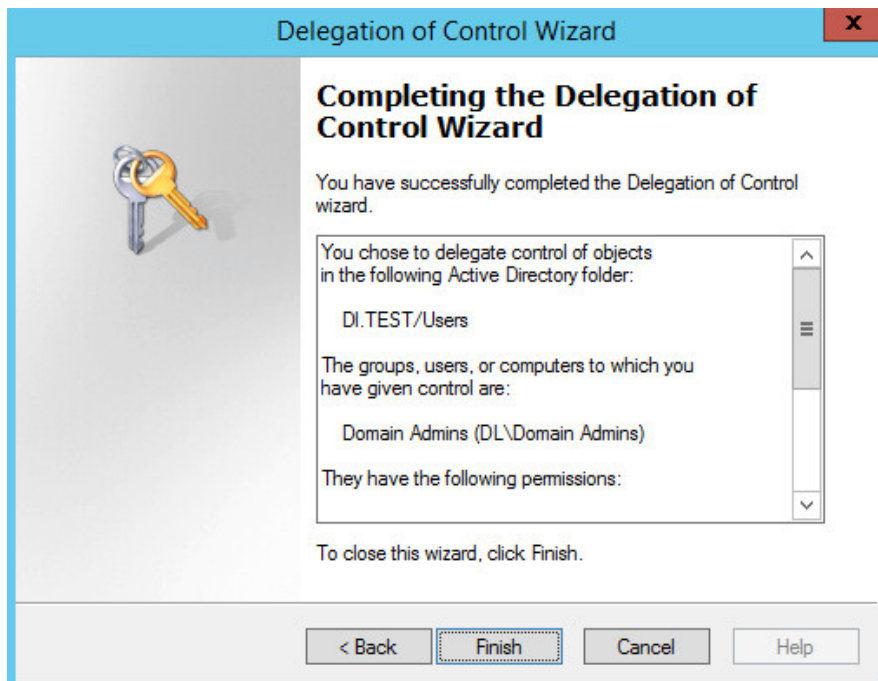 Delegation of Control Wizard
x
Completing the Delegation of
Control Wizard
You have successfully completed the Delegation of Control
wizard.
You chose to delegate control of objects
in the following Active Directory folder:
DI.TEST/Users
The groups, users, or computers to which you
have given control are:
Domain Admins (DL\Domain Admins)
They have the following permissions:
To close this wizard, click Finish.
< Back
Finish
Cancel
Help